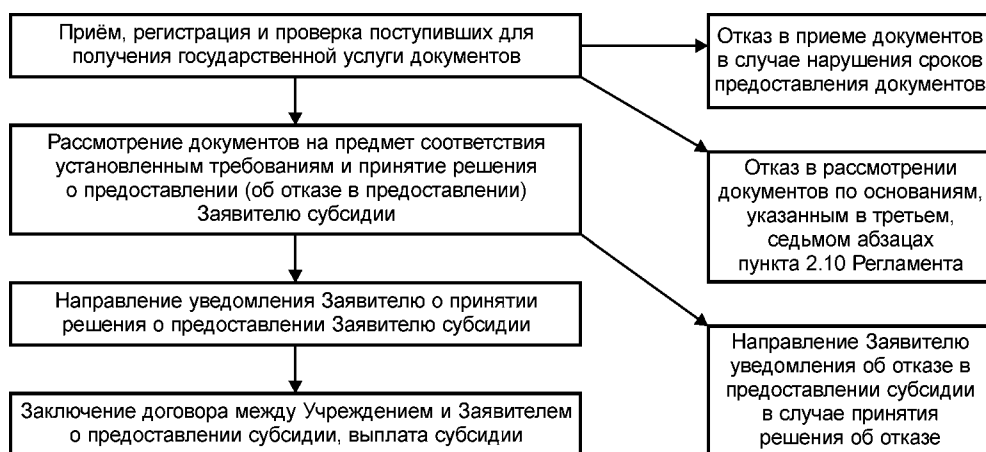 Приём, регистрация и проверка поступивших для
получения государственной услуги документов
Отказ в приеме документов
в случае нарушения сроков
предоставления документов
Рассмотрение документов на предмет соответствия
установленным требованиям и принятие решения
о предоставлении (об отказе в предоставлении)
Заявителю субсидии
Отказ в рассмотрении
документов по основаниям,
указанным в третьем,
седьмом абзацах
пункта 2.10 Регламента
Направление уведомления Заявителю о принятии
решения о предоставлении Заявителю субсидии
Направление Заявителю
уведомления об отказе в
предоставлении субсидии
в случае принятия
решения об отказе
Заключение договора между Учреждением и Заявителем
о предоставлении субсидии, выплата субсидии